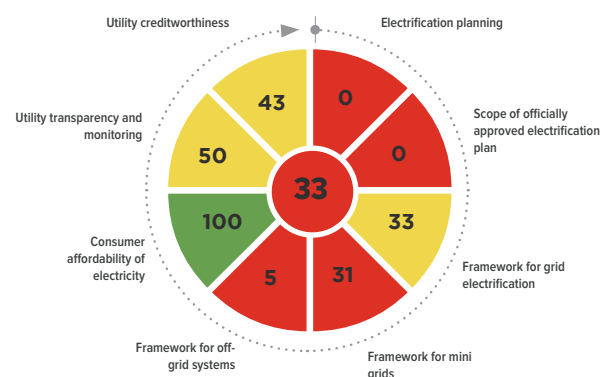 Utility creditworthiness
Electrification planning
43
0
Utility transparency and
monitoring
Scope of officially
approved electrification
plan
50
0
33
100
33
Consumer
affordability of
electricity
Framework for grid
electrification
5
31
Framework for off-
grid systems
Framework for mini
grids